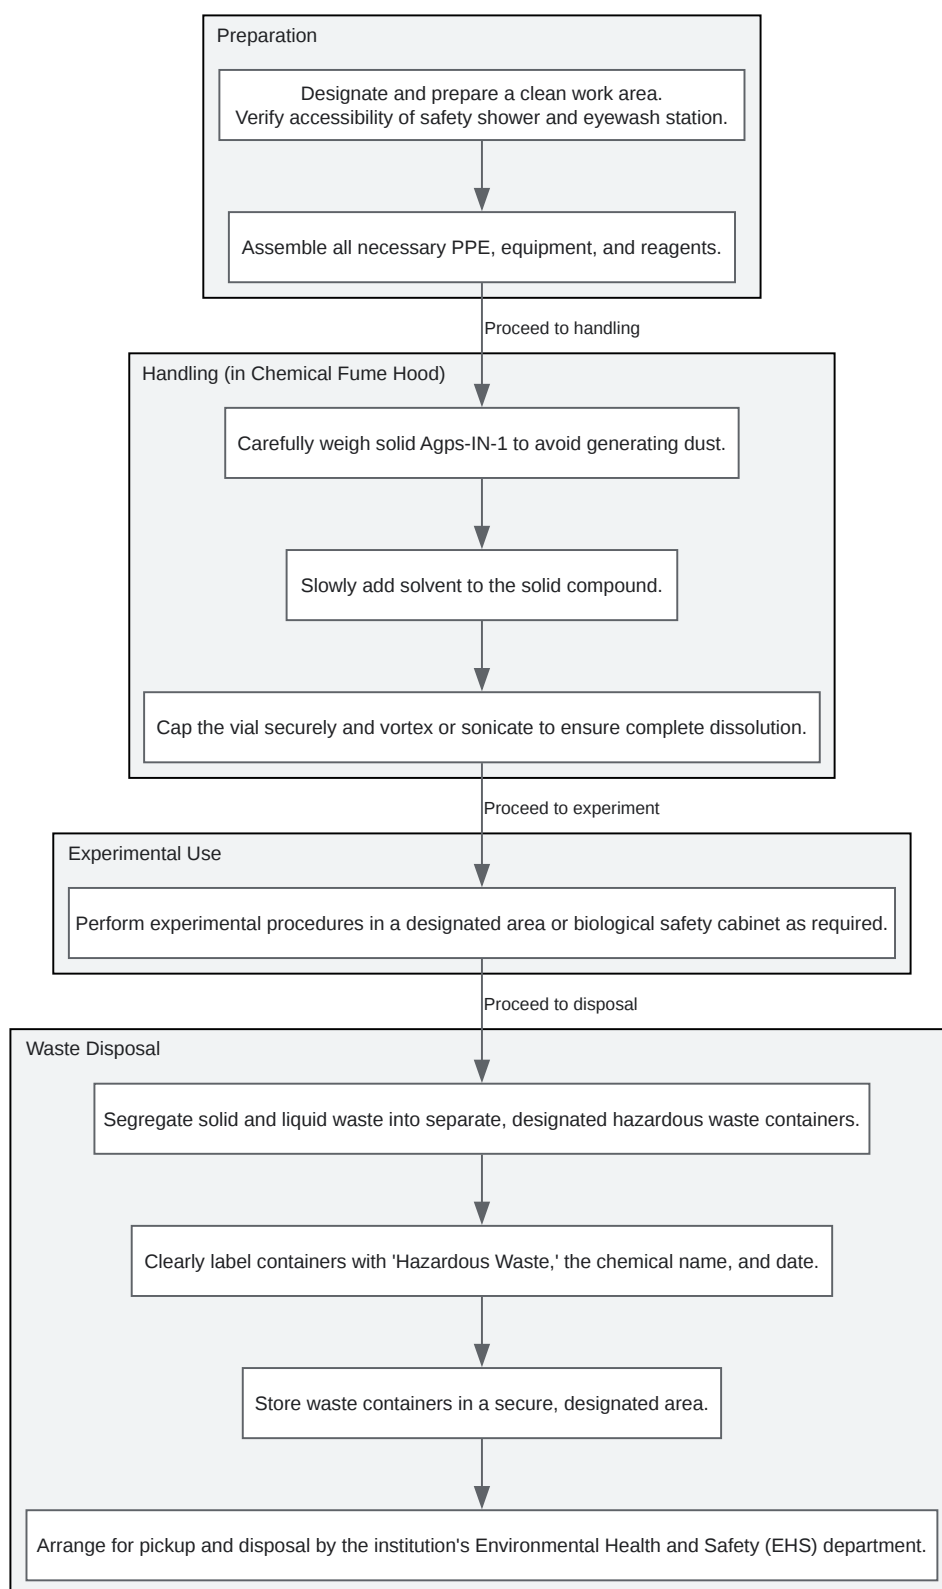 Preparation
Designate and prepare a clean work area.
Verify accessibility of safety shower and eyewash station.
Assemble all necessary PPE, equipment, and reagents.
Proceed to handling
Handling (in Chemical Fume Hood)
Carefully weigh solid Agps-IN-1 to avoid generating dust.
Slowly add solvent to the solid compound.
Cap the vial securely and vortex or sonicate to ensure complete dissolution.
Proceed to experiment
Experimental Use
Perform experimental procedures in a designated area or biological safety cabinet as required.
Proceed to disposal
Waste Disposal
Segregate solid and liquid waste into separate, designated hazardous waste containers.
Clearly label containers with 'Hazardous Waste,' the chemical name, and date.
Store waste containers in a secure, designated area.
Arrange for pickup and disposal by the institution's Environmental Health and Safety (EHS) department.